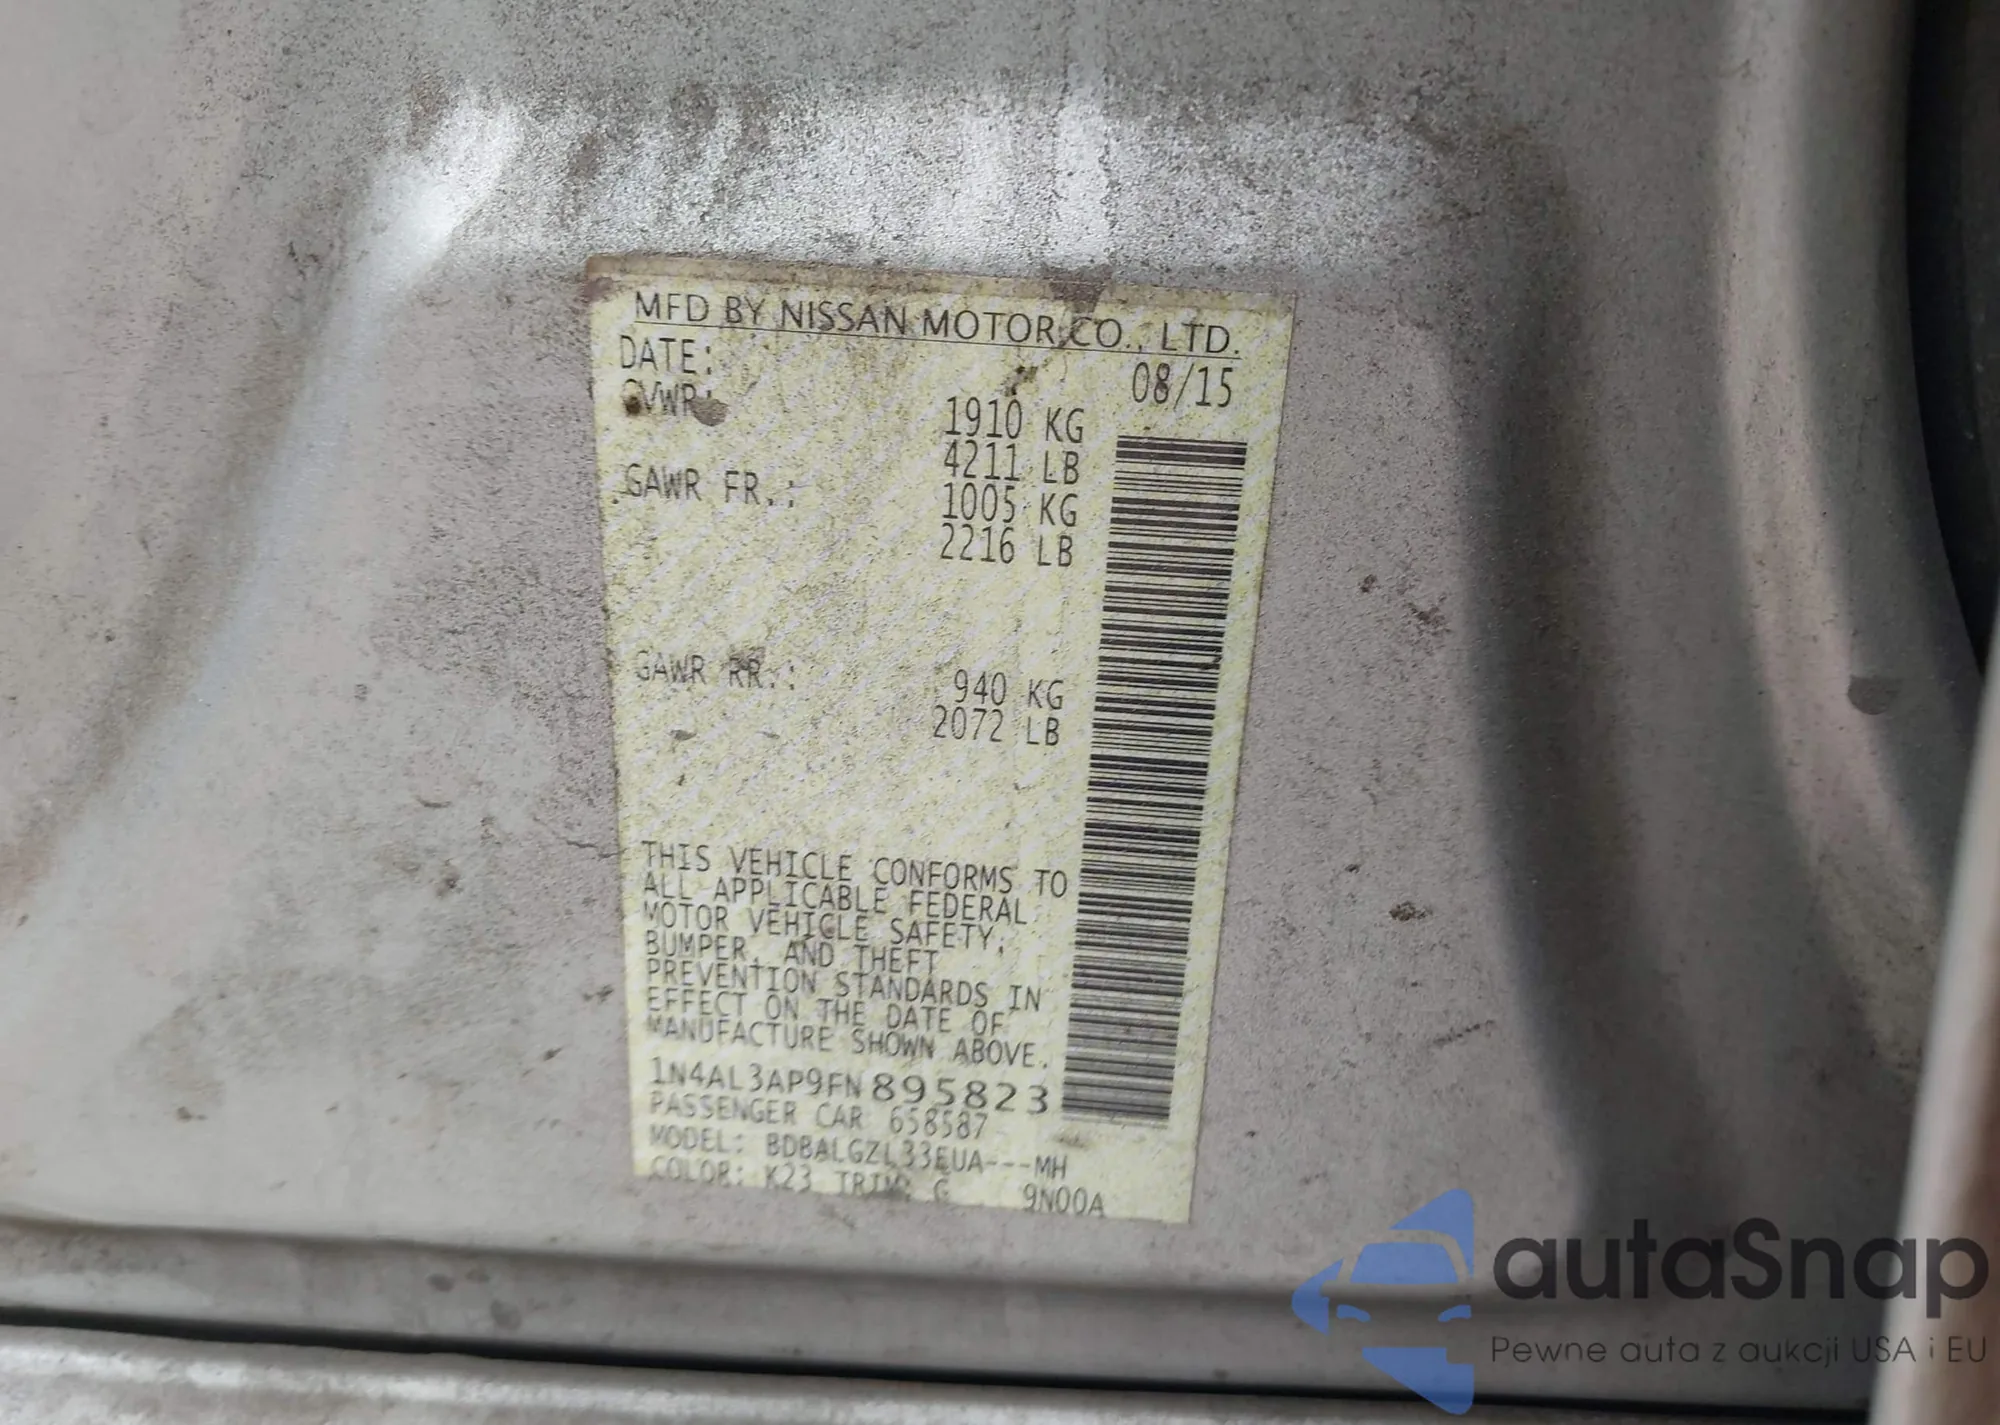 MFD BY NISSAN MOTOR CO., LTD.
DATE: 08/15
GVWR: 1910 KG
4211 LB
GAWR FR.: 1005 KG
2216 LB
GAWR RR.: 940 KG
2072 LB
THIS VEHICLE CONFORMS TO
ALL APPLICABLE FEDERAL
MOTOR VEHICLE SAFETY,
BUMPER, AND THEFT
PREVENTION STANDARDS IN
EFFECT ON THE DATE OF
MANUFACTURE SHOWN ABOVE.
1N4AL3AP9FN895823
PASSENGER CAR 658587
MODEL: BDBALGZL33EUA---MH
COLOR: K23 TRIM: G 9N00A
autaSnap
Pewne auta z aukcji USA i EU